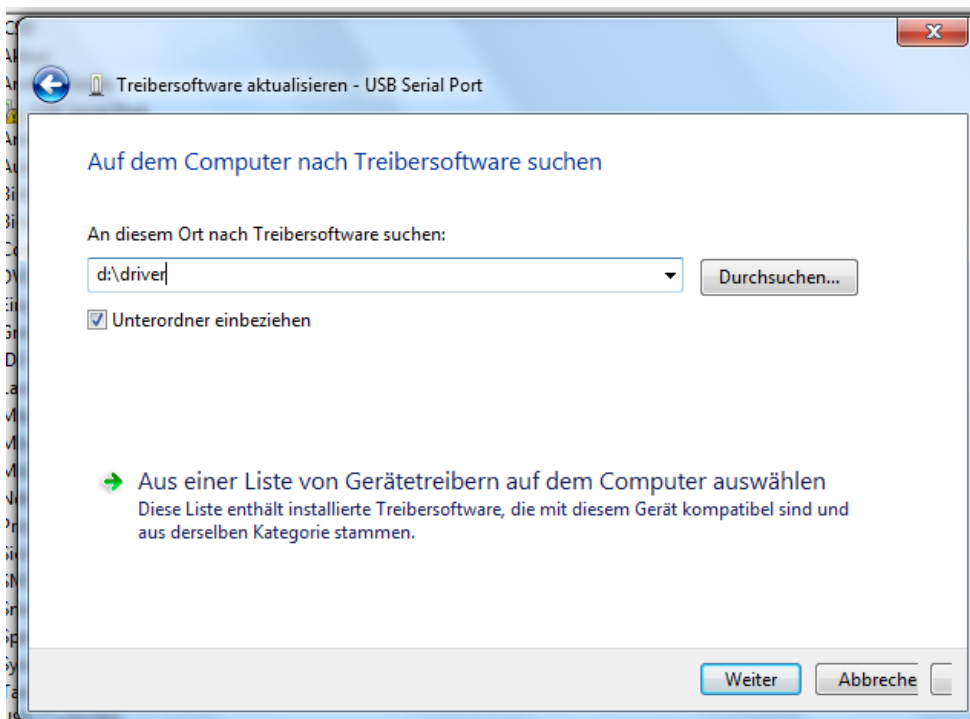 Treibersoftware aktualisieren - USB Serial Port
Auf dem Computer nach Treibersoftware suchen
An diesem Ort nach Treibersoftware suchen:
d:\driver
Durchsuchen...
Unterordner einbeziehen
Aus einer Liste von Gerätetreibern auf dem Computer auswählen
Diese Liste enthält installierte Treibersoftware, die mit diesem Gerät kompatibel sind und
aus derselben Kategorie stammen.
Weiter
Abbreche